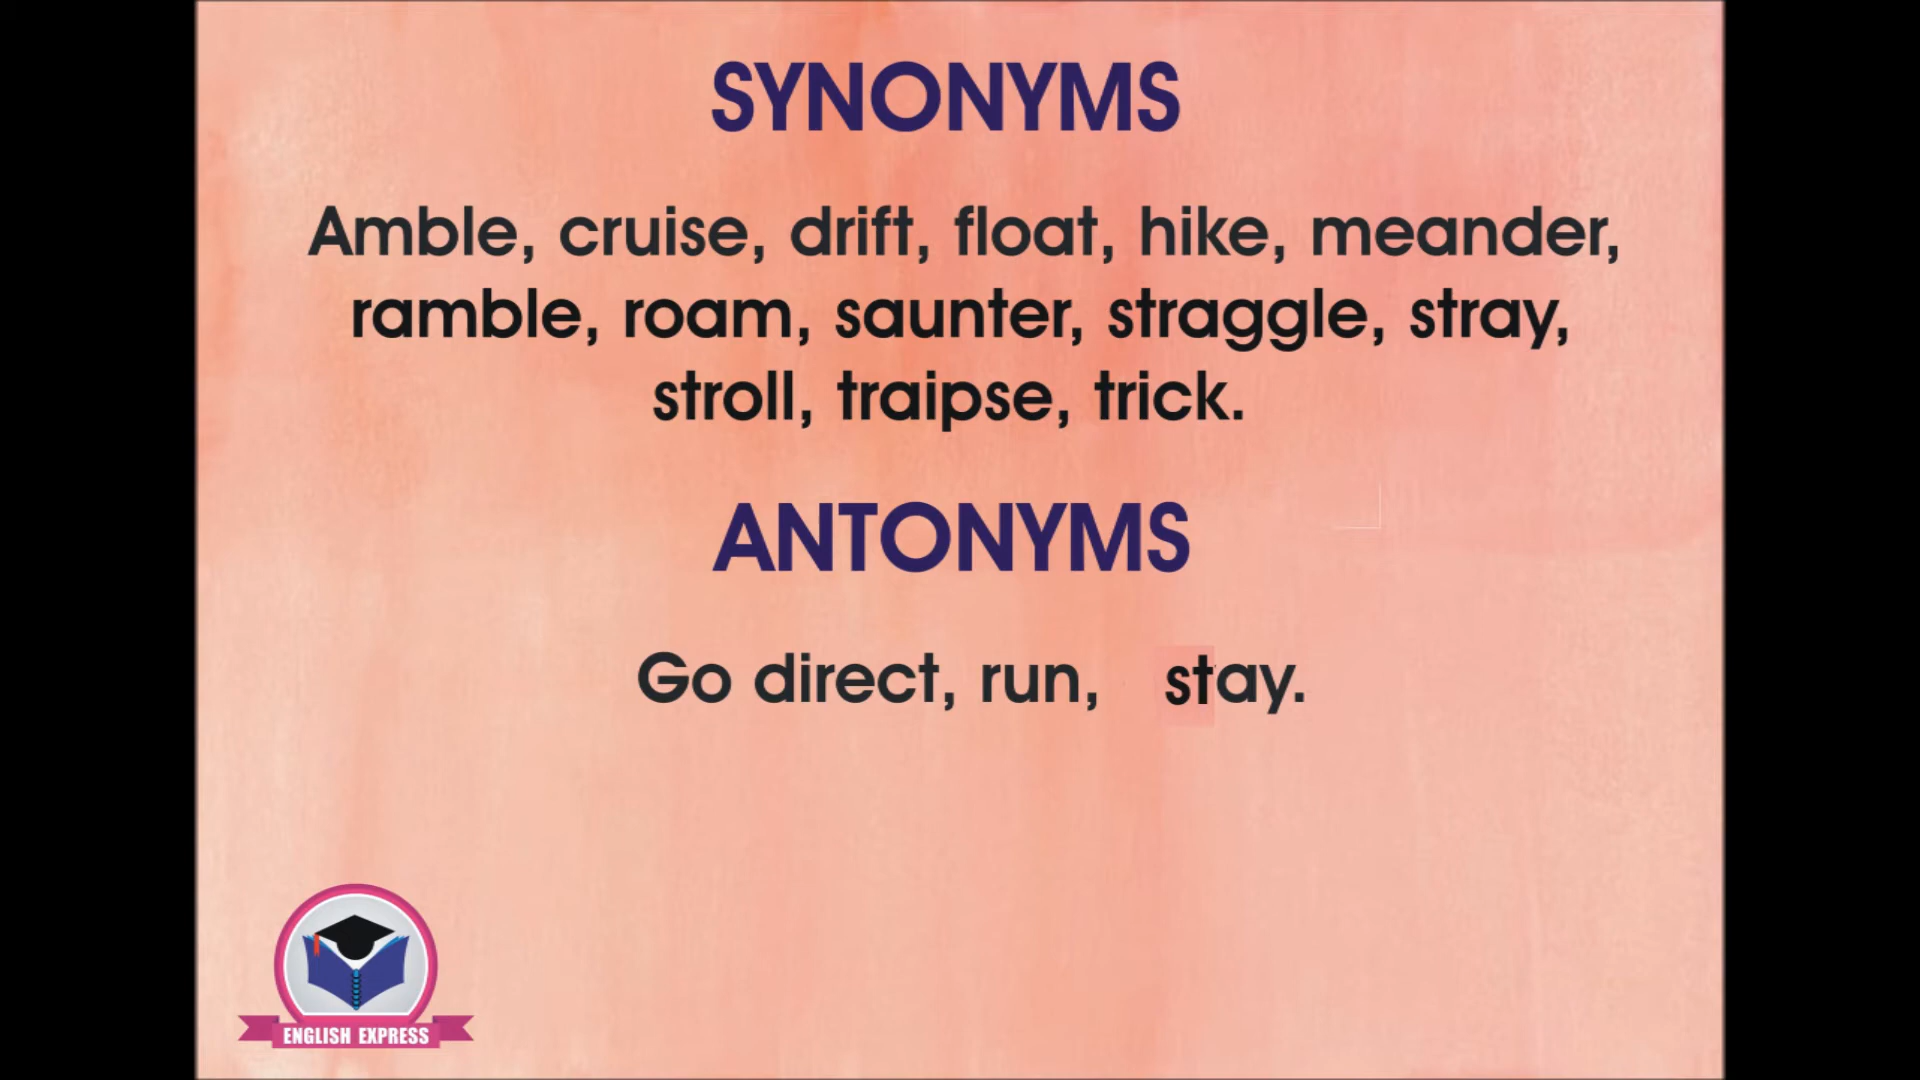 SYNONYMS
Amble, cruise, drift, float, hike, meander,
ramble, roam, saunter, straggle, stray,
stroll, traipse, trick.
ANTONYMS
Go direct, run, stay.
ENGLISH EXPRESS